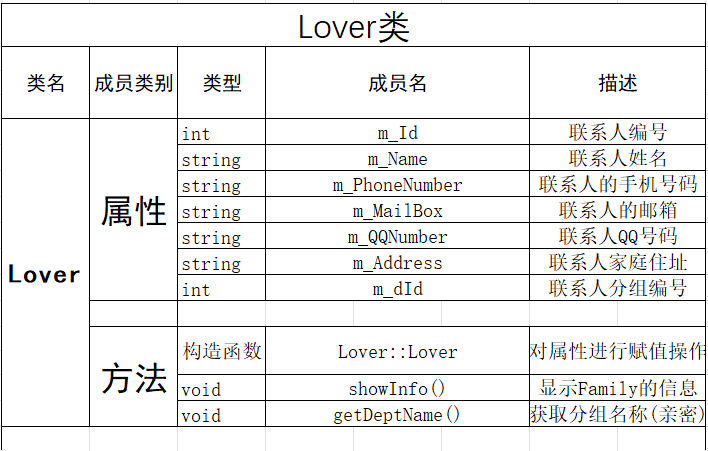 Lover类
类名 成员类别 类型 成员名 描述
Lover
属性
int m_Id 联系人编号
string m_Name 联系人姓名
string m_PhoneNumber 联系人的手机号码
string m_MailBox 联系人的邮箱
string m_QQNumber 联系人QQ号码
string m_Address 联系人家庭住址
int m_dId 联系人分组编号
方法
构造函数 Lover::Lover 对属性进行赋值操作
void showInfo() 显示Family的信息
void getDeptName() 获取分组名称(亲密)